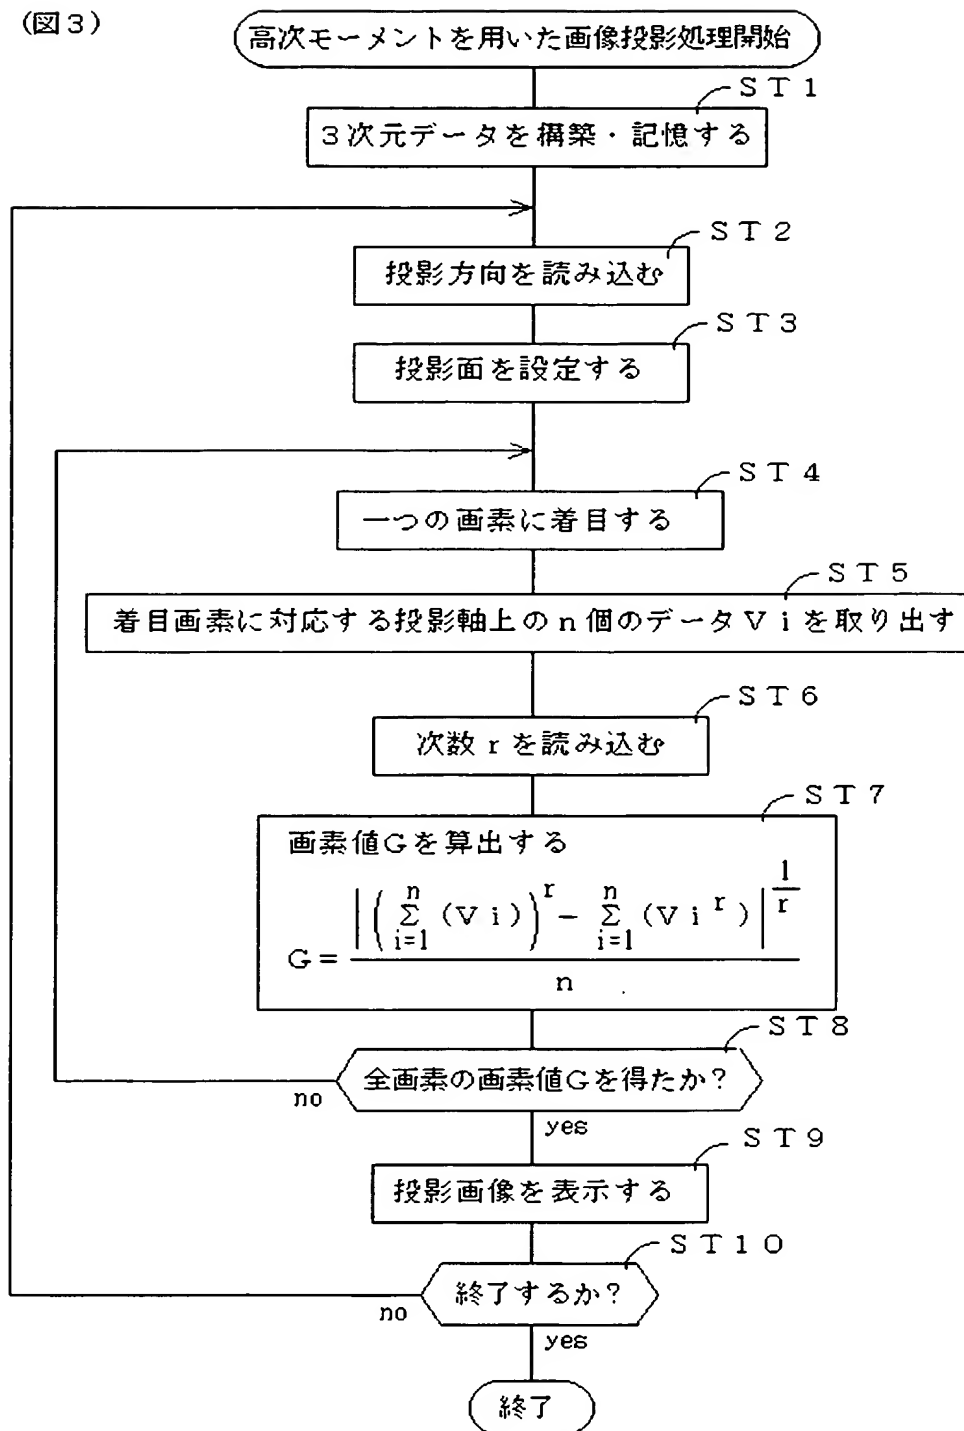 (図3)
高次モーメントを用いた画像投影処理開始
ST1
3次元データを構築・記憶する
ST2
投影方向を読み込む
ST3
投影面を設定する
ST4
一つの画素に着目する
ST5
着目画素に対応する投影軸上のn個のデータViを取り出す
ST6
次数rを読み込む
ST7
画素値Gを算出する
G = | ( Σ_{i=1}^{n} (Vi) )^r − Σ_{i=1}^{n} (Vi^r) |^{1/r} / n
ST8
全画素の画素値Gを得たか?
no
yes
ST9
投影画像を表示する
ST10
終了するか?
no
yes
終了